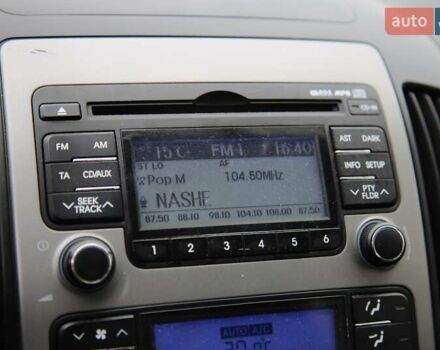 auto
CD-IN
FM AM
AST DARK
TA CD/AUX
INFO SETUP
SEEK
TRACK
PTY
FLDR
15°C FM1 16:40
ST LO AF
Pop M 104.50MHz
NASHE
87.50 88.10 98.10 104.10 108.00 87.50
1 2 3 4 5 6
AUTO A/C